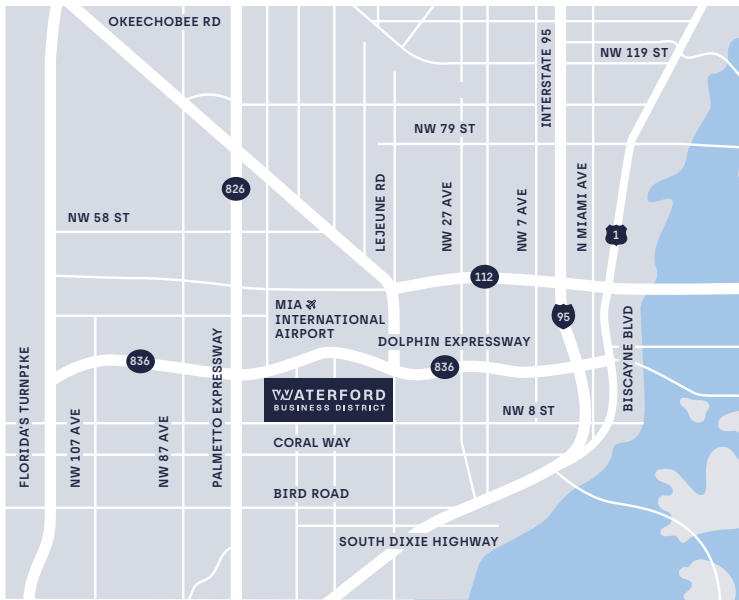 OKEECHOBEE RD
INTERSTATE 95
NW 119 ST
NW 79 ST
826
LEJEUNE RD
NW 27 AVE
NW 7 AVE
N MIAMI AVE
NW 58 ST
1
112
MIA
INTERNATIONAL
AIRPORT
95
BISCAYNE BLVD
DOLPHIN EXPRESSWAY
836
836
FLORIDA'S TURNPIKE
NW 107 AVE
NW 87 AVE
PALMETTO EXPRESSWAY
WATERFORD
BUSINESS DISTRICT
NW 8 ST
CORAL WAY
BIRD ROAD
SOUTH DIXIE HIGHWAY